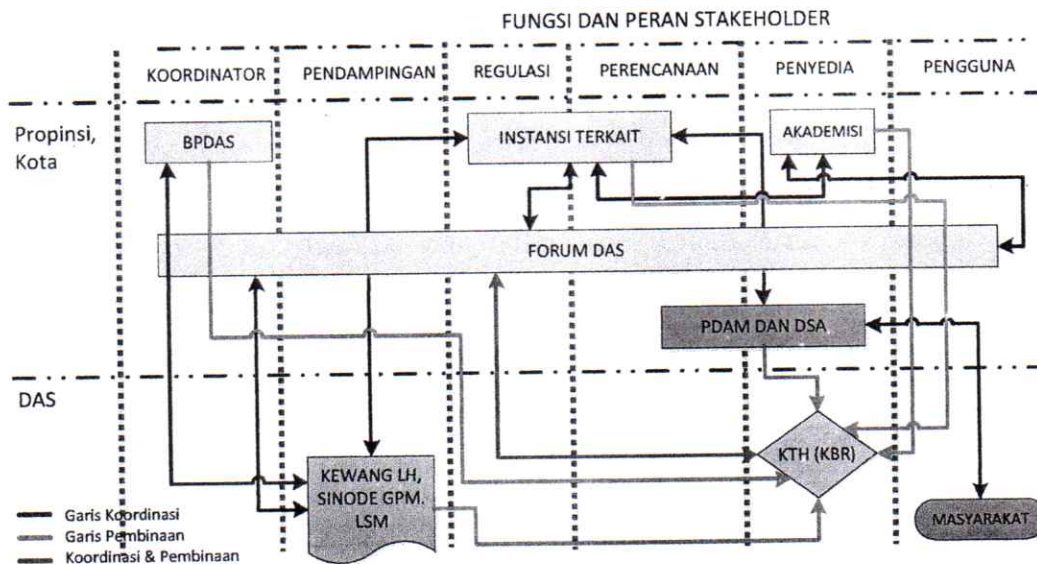 FUNGSI DAN PERAN STAKEHOLDER
KOORDINATOR
PENDAMPINGAN
REGULASI
PERENCANAAN
PENYEDIA
PENGGUNA
Propinsi,
Kota
BPDAS
INSTANSI TERKAIT
AKADEMISI
FORUM DAS
PDAM DAN DSA
DAS
KTH (KBR)
KEWANG LH,
SINODE GPM.
LSM
MASYARAKAT
Garis Koordinasi
Garis Pembinaan
Koordinasi & Pembinaan